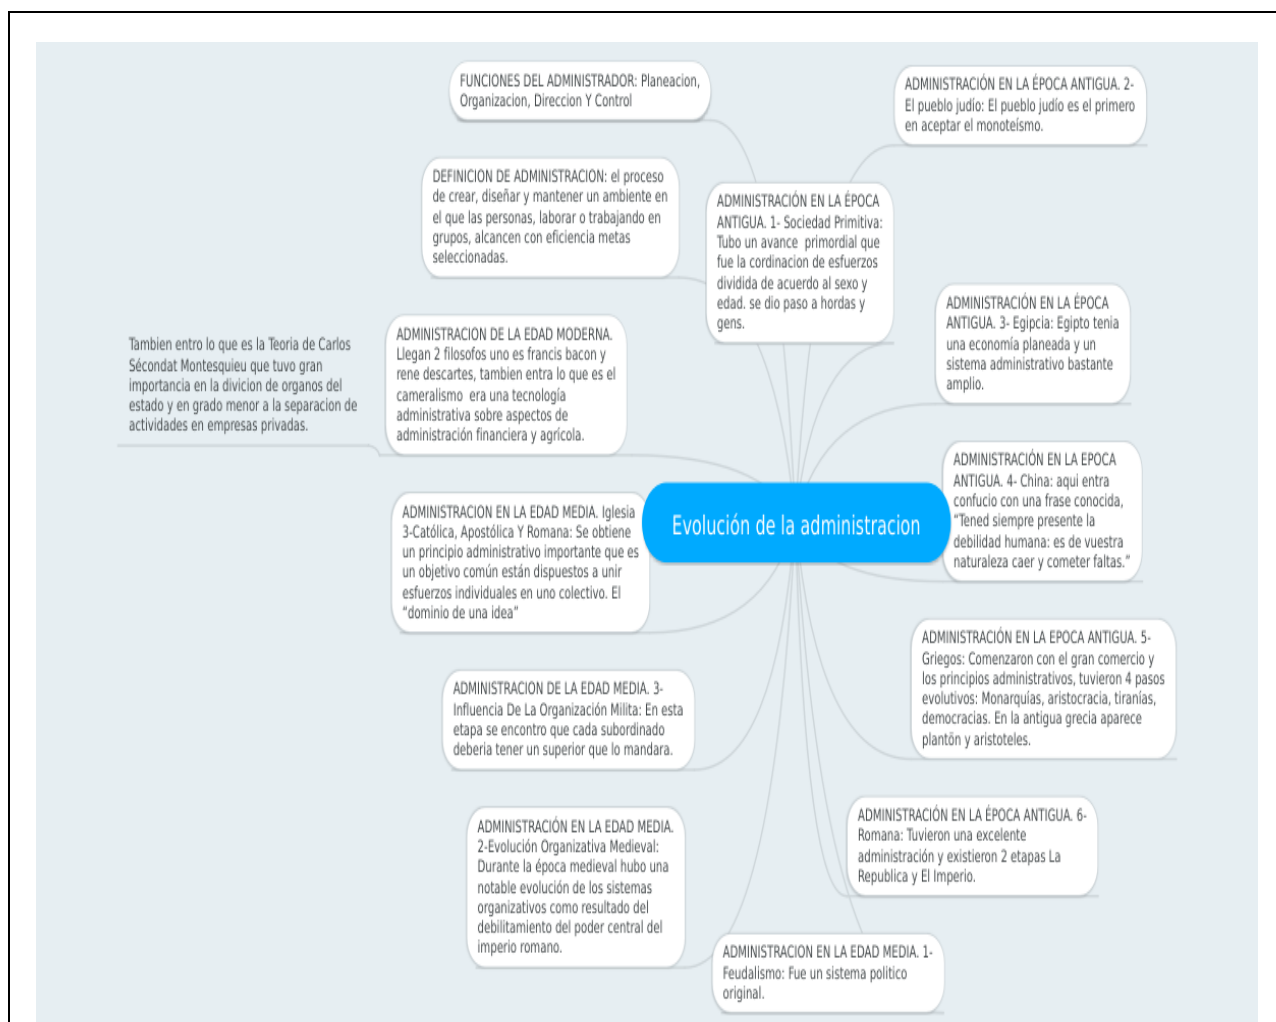 FUNCIONES DEL ADMINISTRADOR: Planeacion,
Organizacion, Direccion Y Control
ADMINISTRACIÓN EN LA ÉPOCA ANTIGUA. 2-
El pueblo judío: El pueblo judío es el primero
en aceptar el monoteísmo.
DEFINICION DE ADMINISTRACION: el proceso
de crear, diseñar y mantener un ambiente en
el que las personas, laborar o trabajando en
grupos, alcancen con eficiencia metas
seleccionadas.
ADMINISTRACIÓN EN LA ÉPOCA
ANTIGUA. 1- Sociedad Primitiva:
Tubo un avance  primordial que
fue la cordinacion de esfuerzos
dividida de acuerdo al sexo y
edad. se dio paso a hordas y
gens.
ADMINISTRACIÓN EN LA ÉPOCA
ANTIGUA. 3- Egipcia: Egipto tenia
una economía planeada y un
sistema administrativo bastante
amplio.
ADMINISTRACION DE LA EDAD MODERNA.
Llegan 2 filosofos uno es francis bacon y
rene descartes, tambien entra lo que es el
cameralismo  era una tecnología
administrativa sobre aspectos de
administración financiera y agrícola.
Tambien entro lo que es la Teoria de Carlos
Sécondat Montesquieu que tuvo gran
importancia en la divicion de organos del
estado y en grado menor a la separacion de
actividades en empresas privadas.
ADMINISTRACIÓN EN LA EPOCA
ANTIGUA. 4- China: aqui entra
confucio con una frase conocida,
“Tened siempre presente la
debilidad humana: es de vuestra
naturaleza caer y cometer faltas.”
Evolución de la administracion
ADMINISTRACION EN LA EDAD MEDIA. Iglesia
3-Católica, Apostólica Y Romana: Se obtiene
un principio administrativo importante que es
un objetivo común están dispuestos a unir
esfuerzos individuales en uno colectivo. El
“dominio de una idea”
ADMINISTRACIÓN EN LA EPOCA ANTIGUA. 5-
Griegos: Comenzaron con el gran comercio y
los principios administrativos, tuvieron 4 pasos
evolutivos: Monarquías, aristocracia, tiranías,
democracias. En la antigua grecia aparece
plantón y aristoteles.
ADMINISTRACION DE LA EDAD MEDIA. 3-
Influencia De La Organización Milita: En esta
etapa se encontro que cada subordinado
deberia tener un superior que lo mandara.
ADMINISTRACIÓN EN LA ÉPOCA ANTIGUA. 6-
Romana: Tuvieron una excelente
administración y existieron 2 etapas La
Republica y El Imperio.
ADMINISTRACIÓN EN LA EDAD MEDIA.
2-Evolución Organizativa Medieval:
Durante la época medieval hubo una
notable evolución de los sistemas
organizativos como resultado del
debilitamiento del poder central del
imperio romano.
ADMINISTRACION EN LA EDAD MEDIA. 1-
Feudalismo: Fue un sistema politico
original.